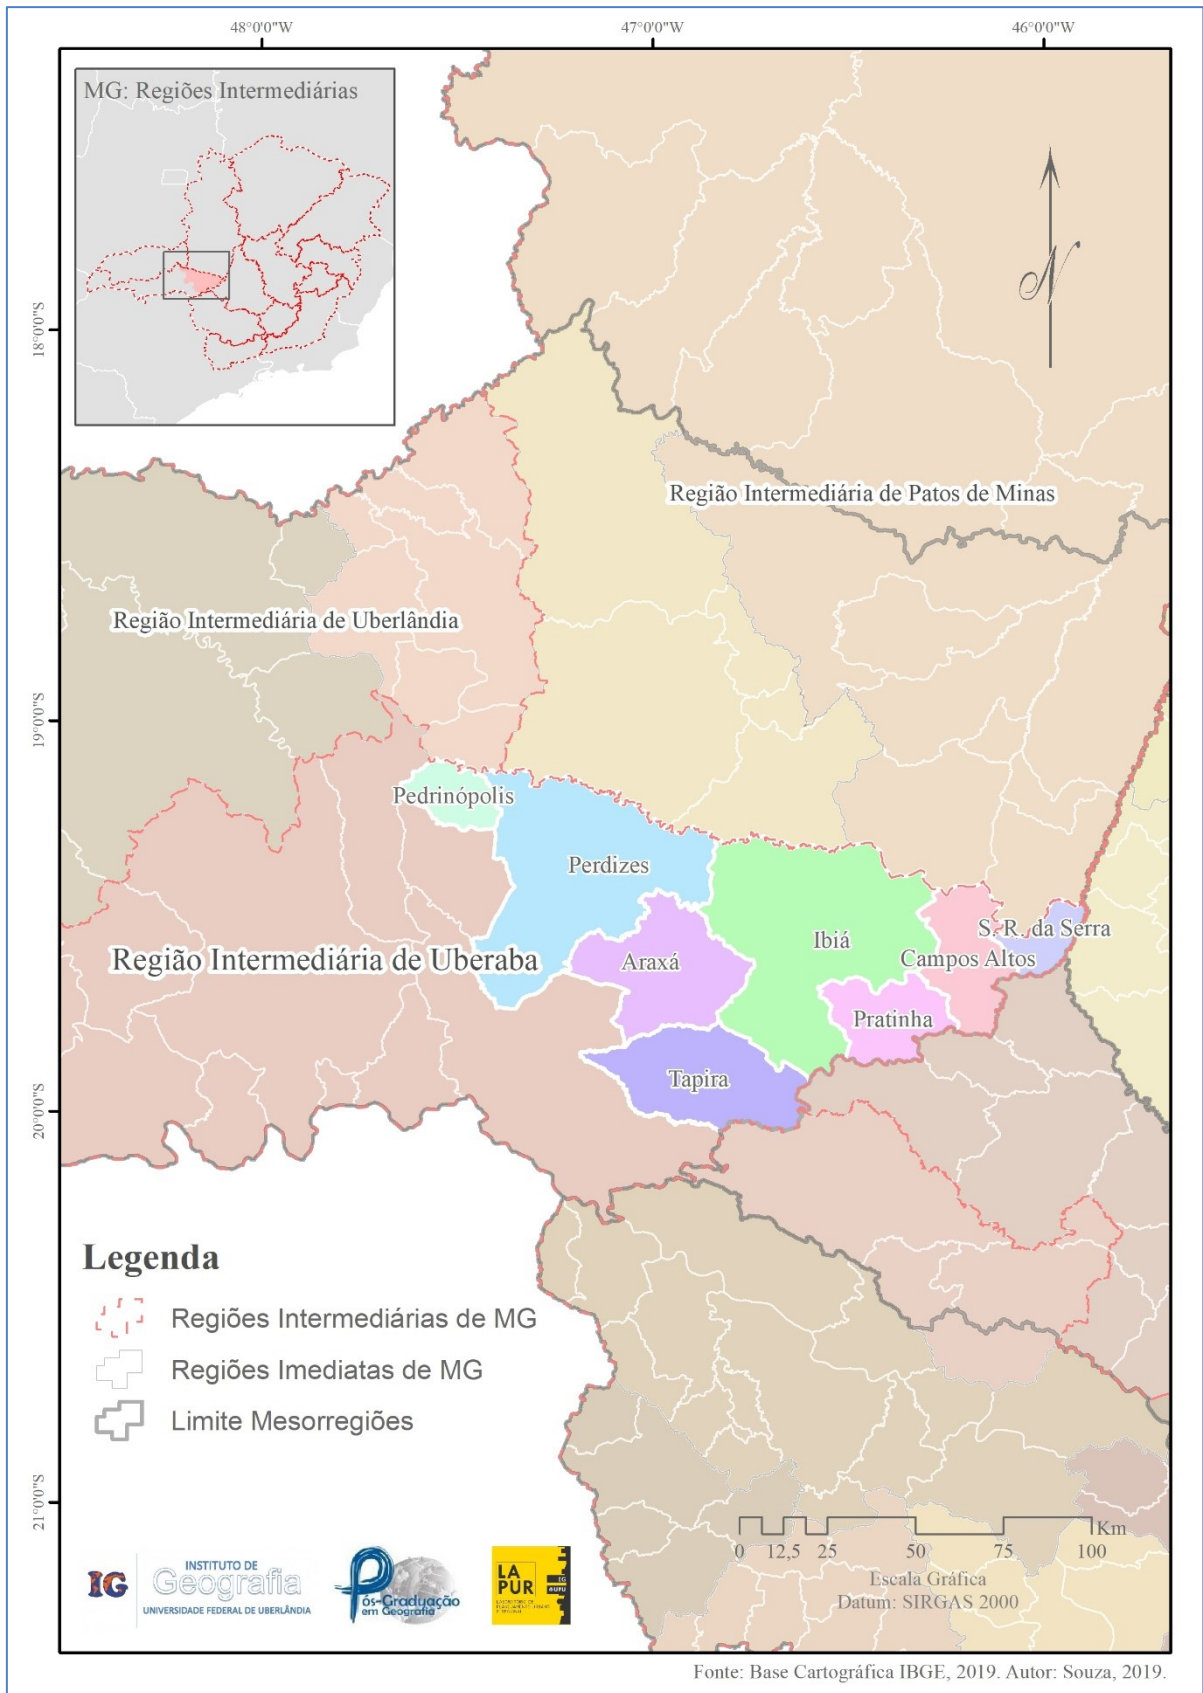 48°0'0"W
47°0'0"W
46°0'0"W
MG: Regiões Intermediárias
N
18°0'0"S
Região Intermediária de Patos de Minas
Região Intermediária de Uberlândia
19°0'0"S
Pedrinópolis
Perdizes
S. R. da Serra
Ibiá
Região Intermediária de Uberaba
Araxá
Campos Altos
Pratinha
Tapira
20°0'0"S
Legenda
Regiões Intermediárias de MG
Regiões Imediatas de MG
Limite Mesorregiões
21°0'0"S
Km
0 12,5 25 50 75 100
Escala Gráfica
Datum: SIRGAS 2000
IG
INSTITUTO DE
Geografia
UNIVERSIDADE FEDERAL DE UBERLÂNDIA
Pós-Graduação
em Geografia
LA
PUR
IG
Fonte: Base Cartográfica IBGE, 2019. Autor: Souza, 2019.